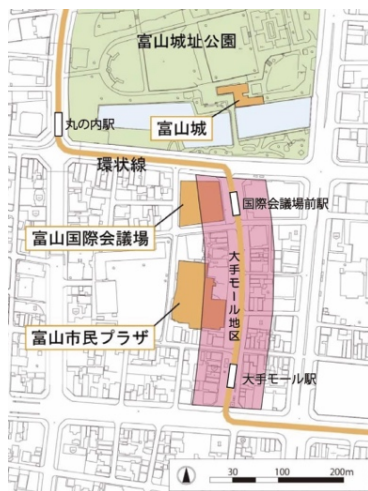 富山城址公園
富山城
丸の内駅
環状線
国際会議場前駅
富山国際会議場
大手モール地区
富山市民プラザ
大手モール駅
30 100 200m